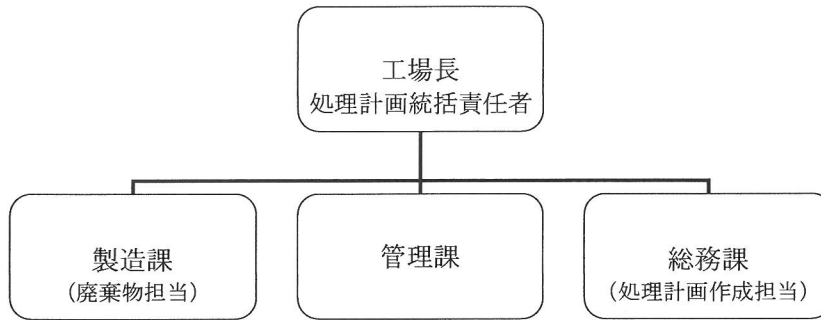 工場長
処理計画統括責任者
製造課
(廃棄物担当)
管理課
総務課
(処理計画作成担当)